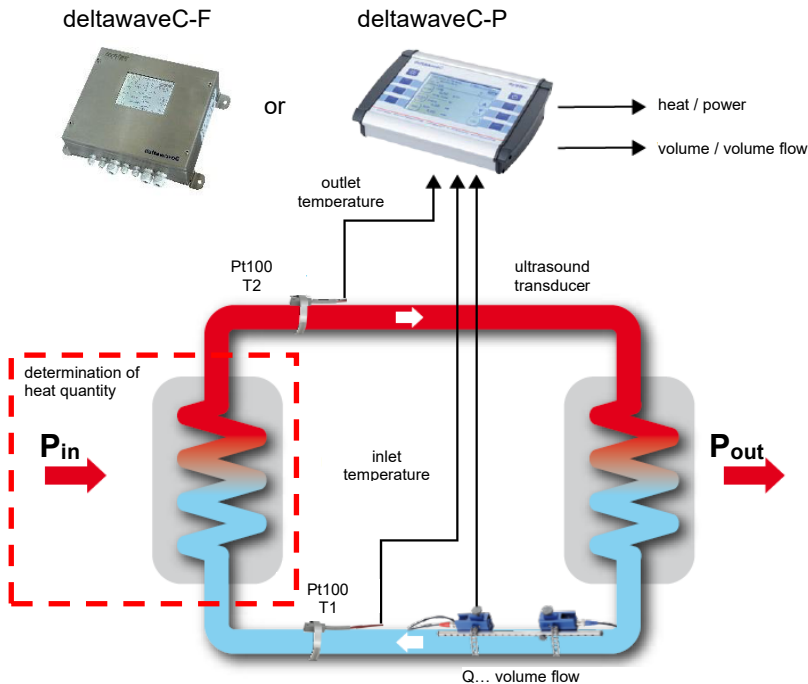 deltawaveC-F
deltawaveC-P
or
heat / power
volume / volume flow
outlet
temperature
Pt100
T2
ultrasound
transducer
determination of
heat quantity
Pin
inlet
temperature
Pout
Pt100
T1
Q... volume flow